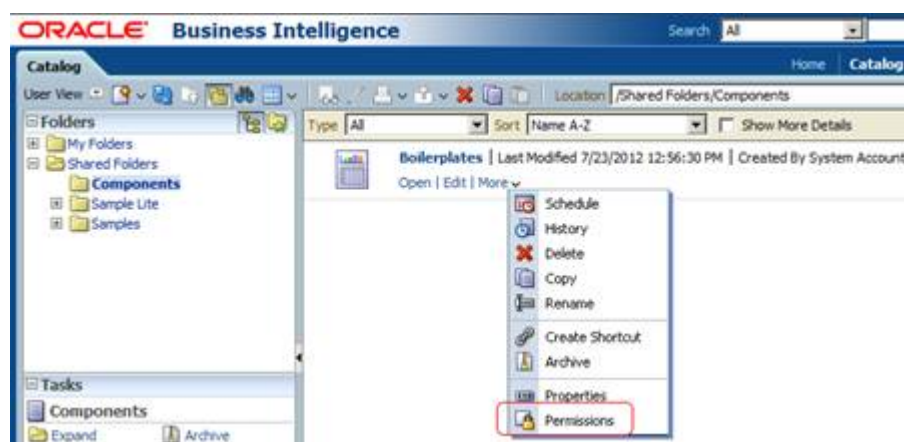 ORACLE Business Intelligence
Search All
Catalog
Home Catalog
User View
Location /Shared Folders/Components
Folders
Type All Sort Name A-Z Show More Details
My Folders
Shared Folders
Components
Sample Lite
Samples
Boilerplates | Last Modified 7/23/2012 12:56:30 PM | Created By System Account
Open | Edit | More
Schedule
History
Delete
Copy
Rename
Create Shortcut
Archive
Properties
Permissions
Tasks
Components
Expand Archive